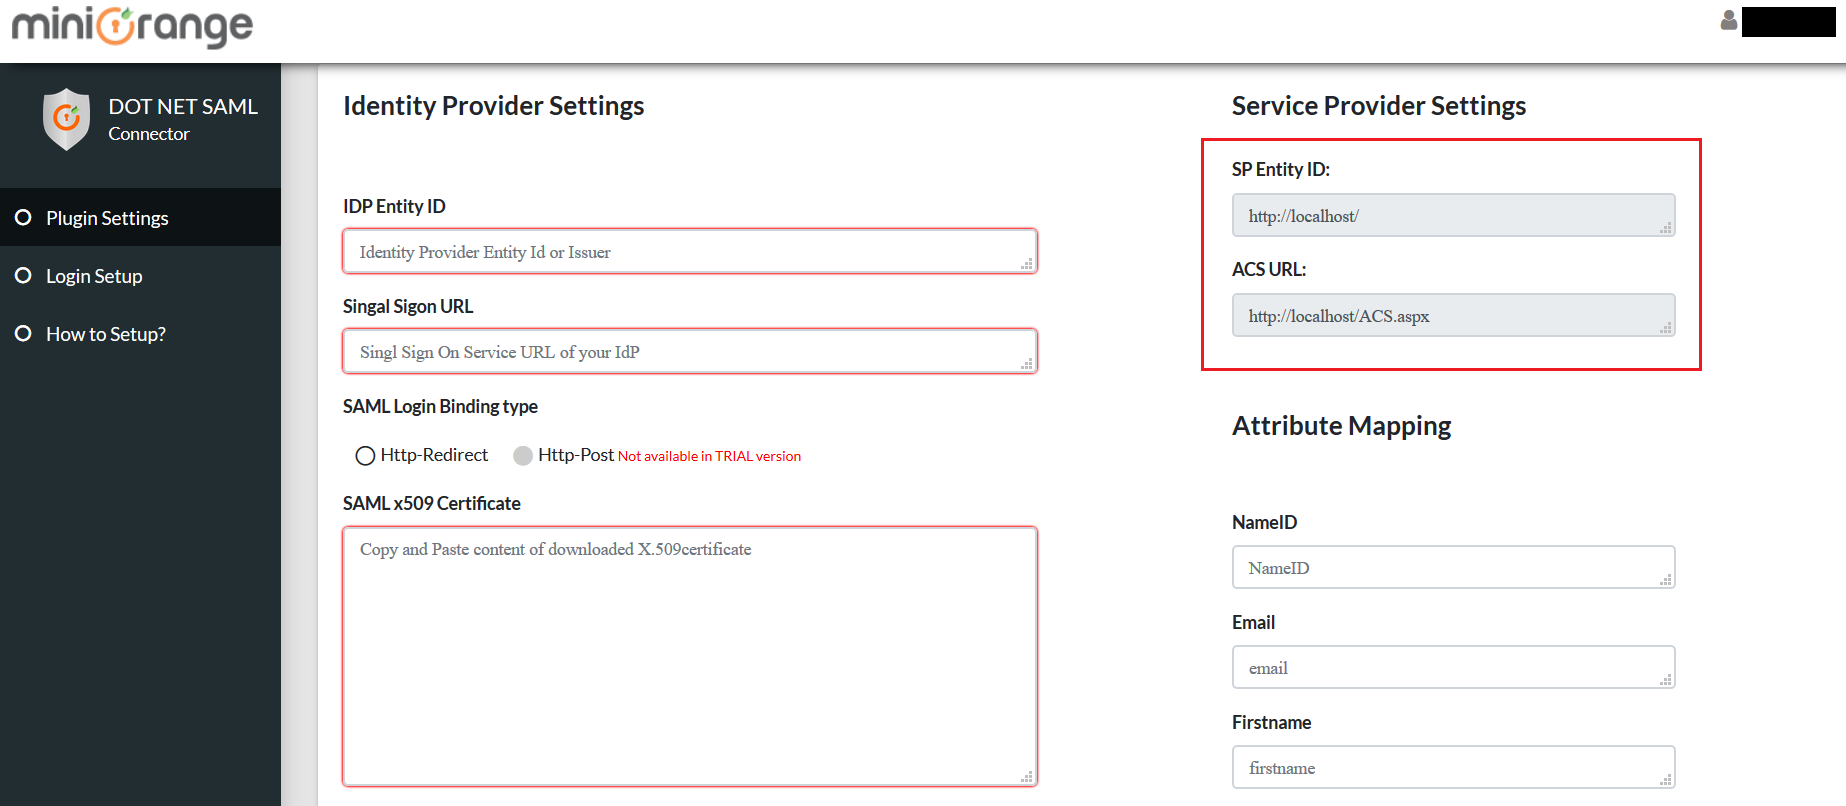 miniOrange
DOT NET SAML
Connector
Plugin Settings
Login Setup
How to Setup?
Identity Provider Settings
IDP Entity ID
Identity Provider Entity Id or Issuer
Singal Sigon URL
Singl Sign On Service URL of your IdP
SAML Login Binding type
Http-Redirect Http-Post Not available in TRIAL version
SAML x509 Certificate
Copy and Paste content of downloaded X.509certificate
Service Provider Settings
SP Entity ID:
http://localhost/
ACS URL:
http://localhost/ACS.aspx
Attribute Mapping
NameID
NameID
Email
email
Firstname
firstname